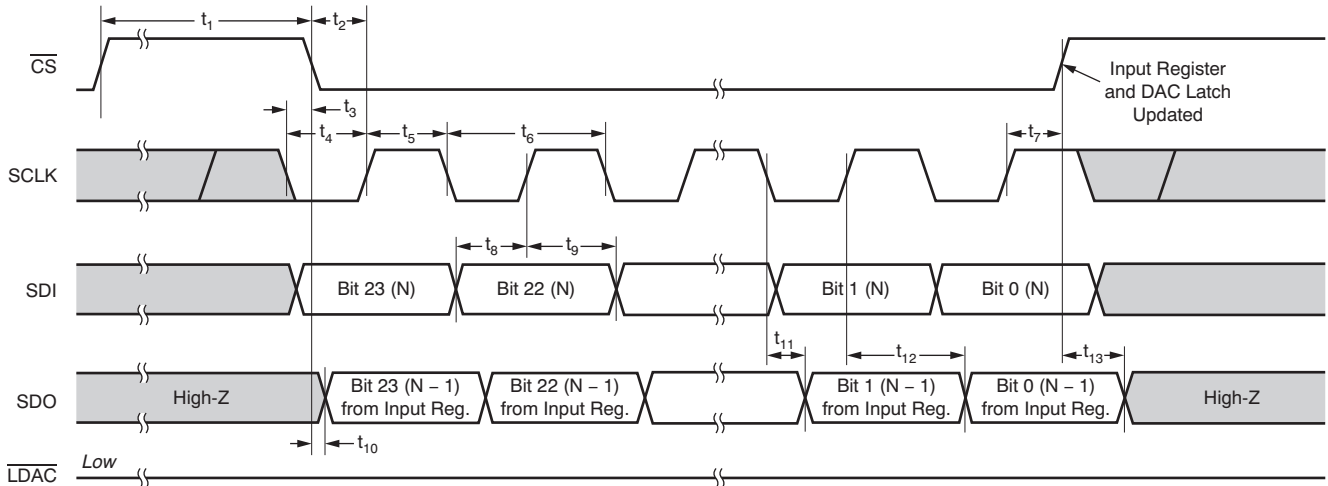 t1 t2
CS
t3
Input Register
and DAC Latch
Updated
t4 t5 t6 t7
SCLK
t8 t9
SDI Bit 23 (N) Bit 22 (N) Bit 1 (N) Bit 0 (N)
t11 t12 t13
SDO High-Z Bit 23 (N – 1) Bit 22 (N – 1) Bit 1 (N – 1) Bit 0 (N – 1) High-Z
from Input Reg. from Input Reg. from Input Reg. from Input Reg.
t10
LDAC Low